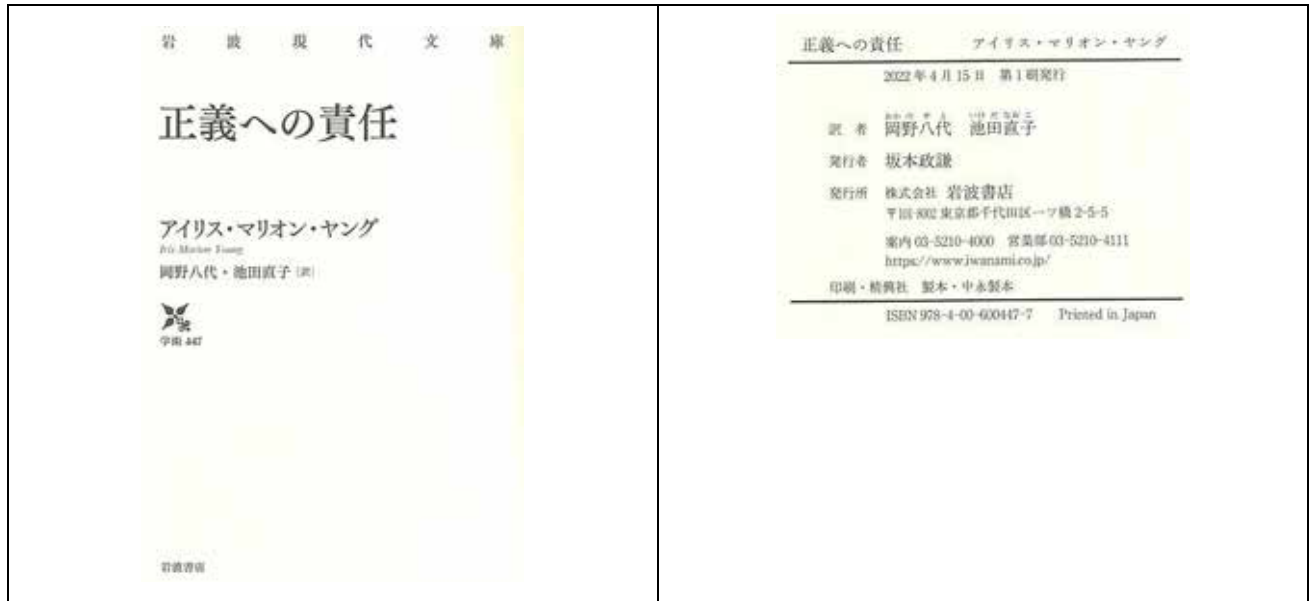 岩波現代文庫
正義への責任
アイリス・マリオン・ヤング
Iris Marion Young
岡野八代・池田直子[訳]
学術 447
岩波書店
正義への責任 アイリス・マリオン・ヤング
2022年4月15日 第1刷発行
訳者 岡野八代 池田直子
発行者 坂本政謙
発行所 株式会社 岩波書店
〒101-8002 東京都千代田区一ツ橋2-5-5
案内 03-5210-4000 営業部 03-5210-4111
https://www.iwanami.co.jp/
印刷・精興社 製本・中永製本
ISBN 978-4-00-600447-7 Printed in Japan